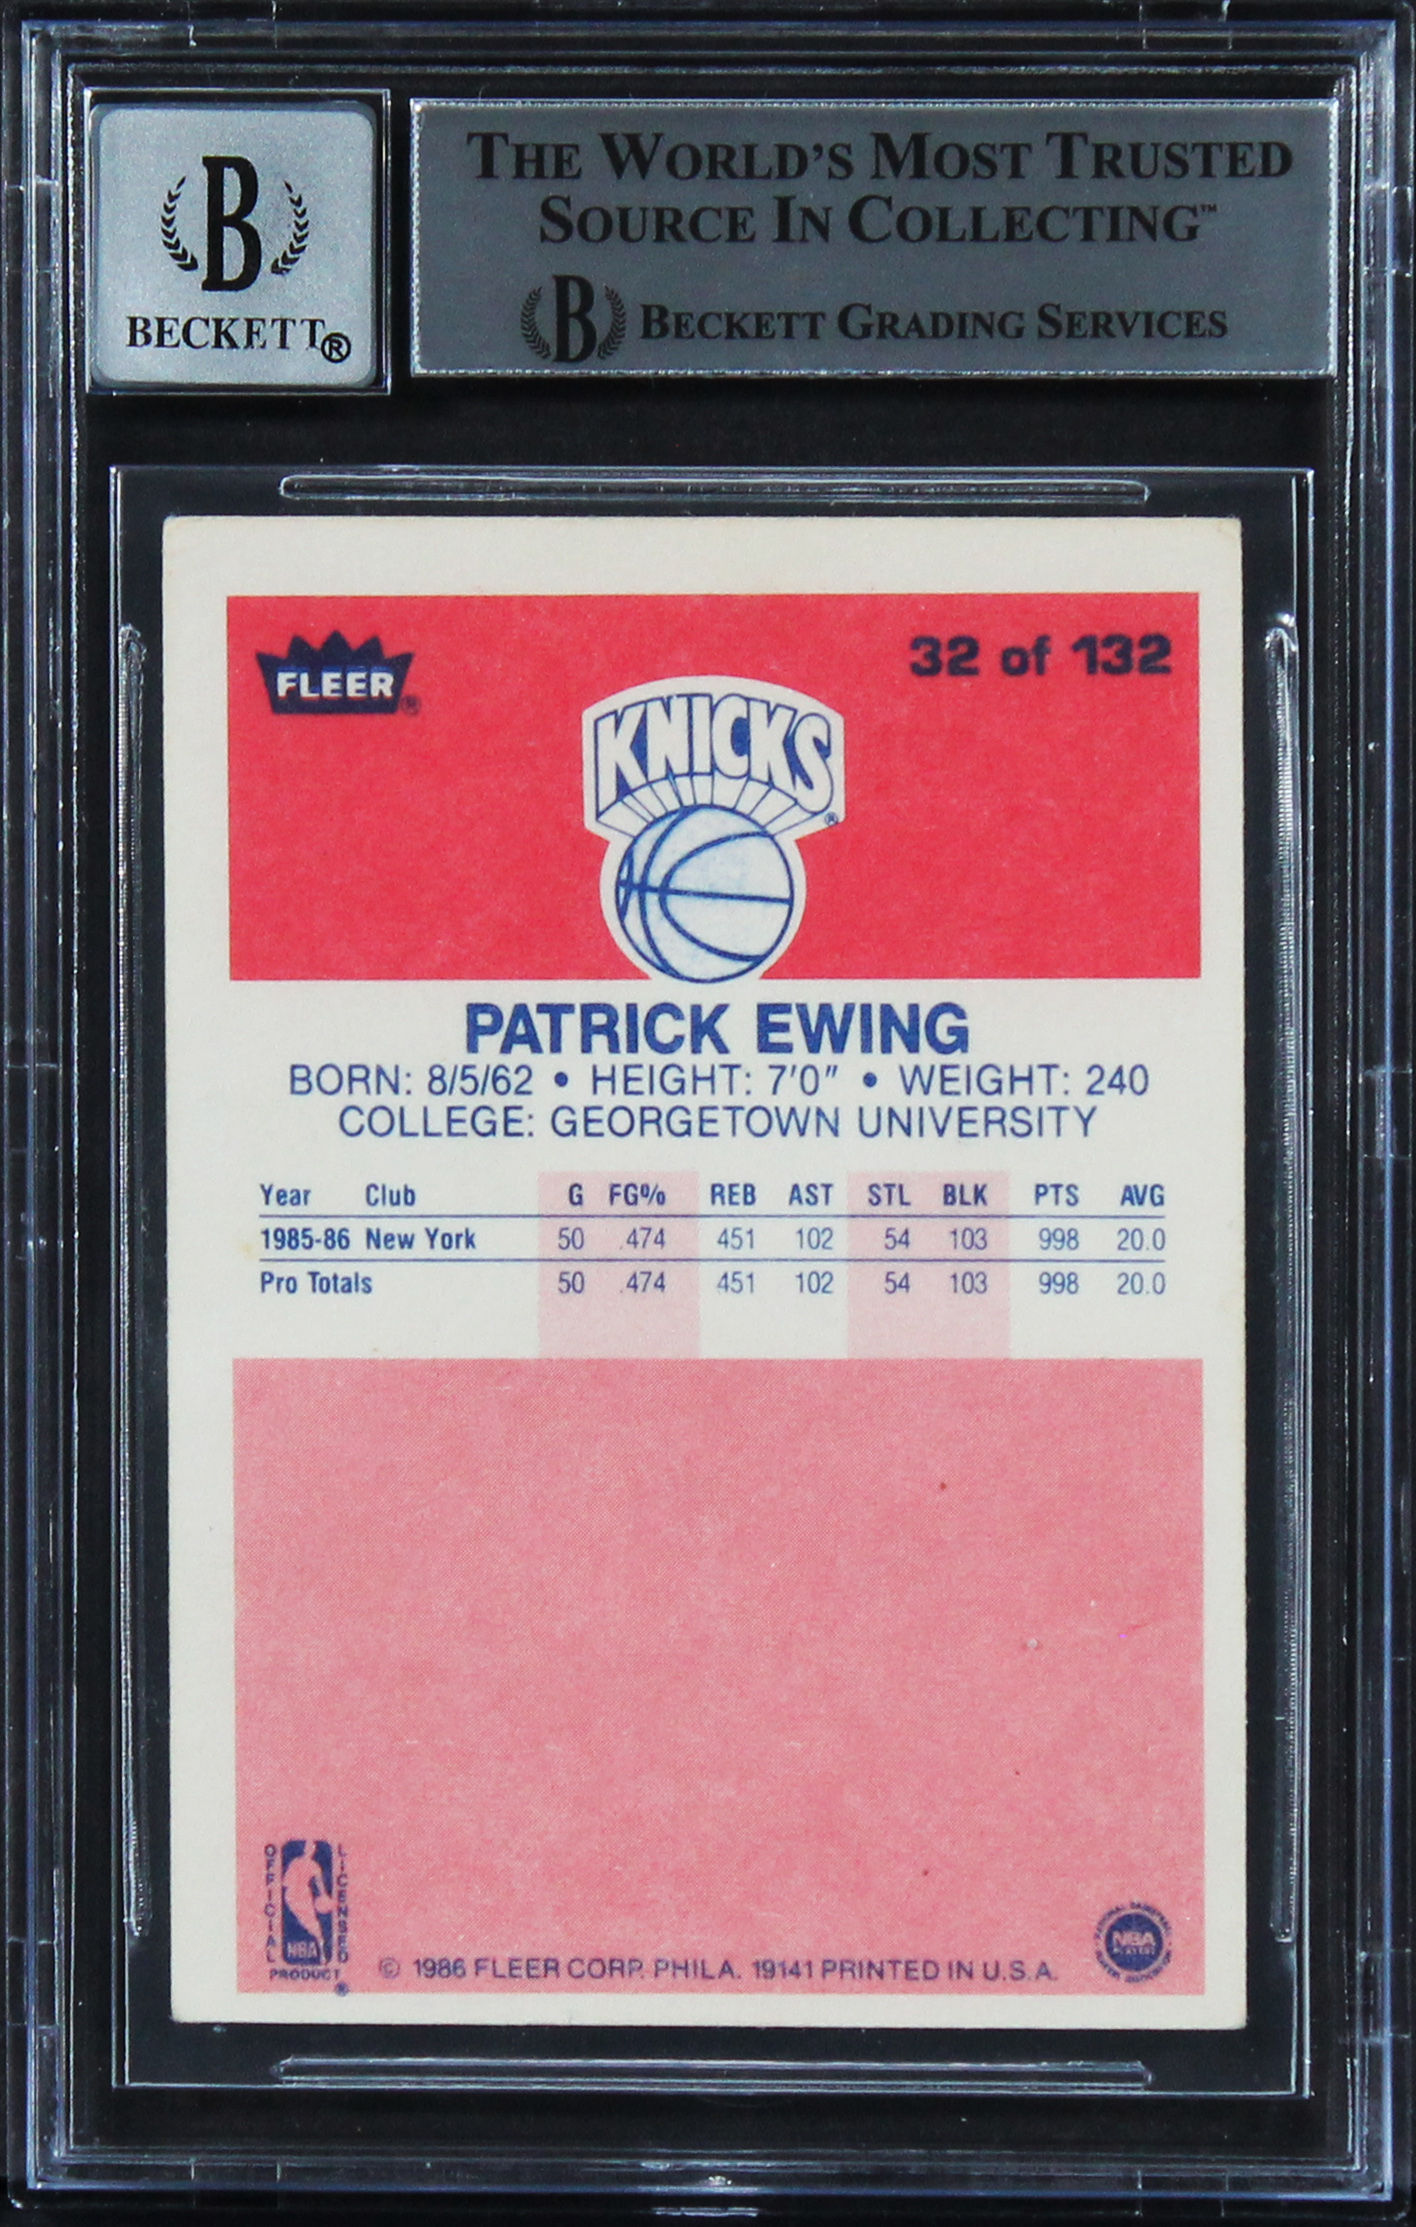 B
BECKETT®
THE WORLD'S MOST TRUSTED
SOURCE IN COLLECTING™
B BECKETT GRADING SERVICES
FLEER®
32 of 132
KNICKS®
PATRICK EWING
BORN: 8/5/62 • HEIGHT: 7'0" • WEIGHT: 240
COLLEGE: GEORGETOWN UNIVERSITY
Year Club G FG% REB AST STL BLK PTS AVG
1985-86 New York 50 .474 451 102 54 103 998 20.0
Pro Totals 50 .474 451 102 54 103 998 20.0
OFFICIAL LICENSED
NBA
PRODUCT ®
© 1986 FLEER CORP. PHILA. 19141 PRINTED IN U.S.A.
NBA
PLAYERS